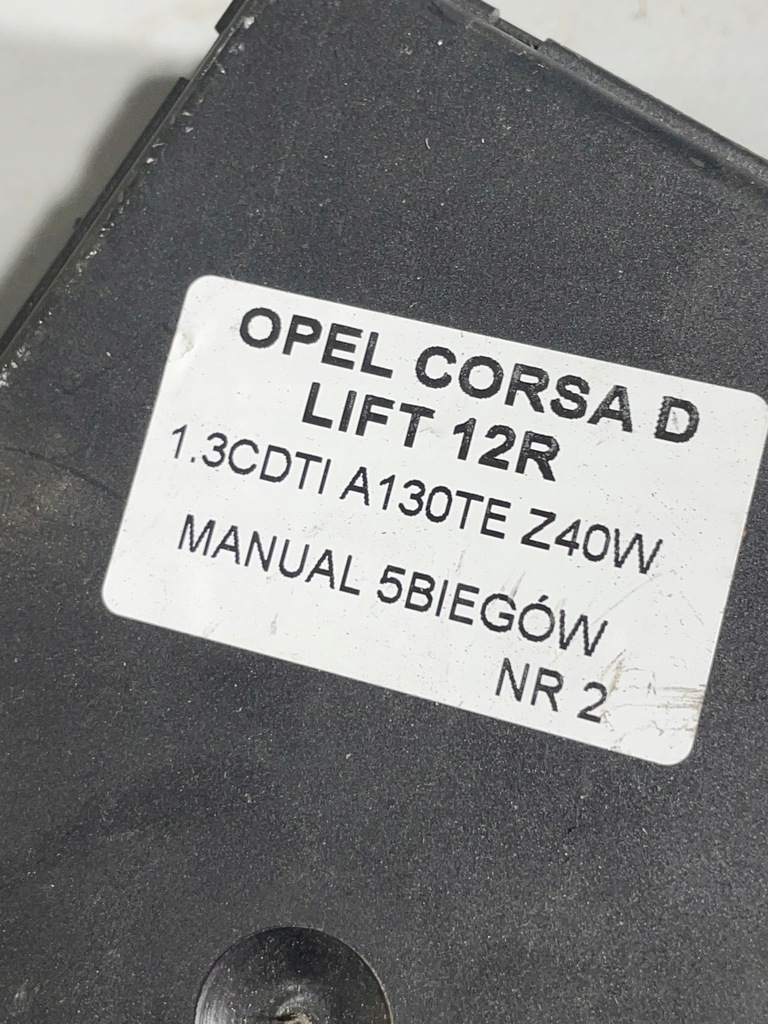 OPEL CORSA D
LIFT 12R
1.3CDTI A130TE Z40W
MANUAL 5BIEGÓW
NR 2